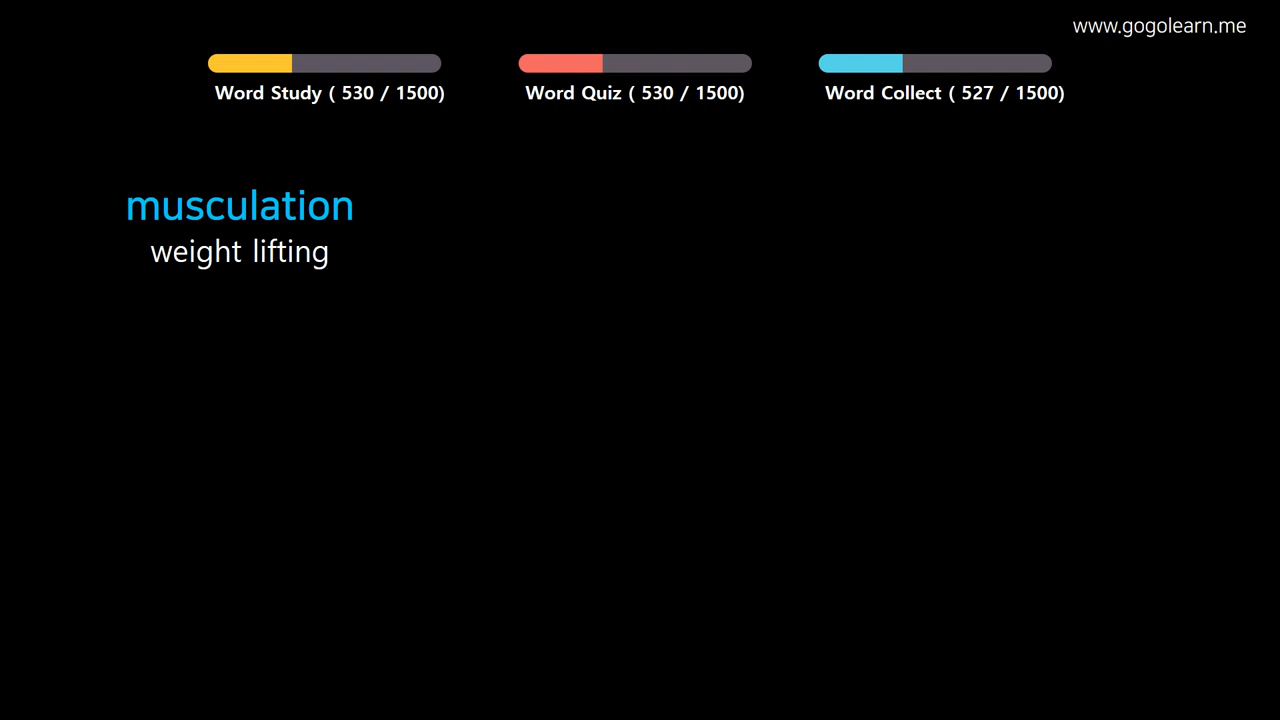 www.gogolearn.me
Word Study ( 530 / 1500)
Word Quiz ( 530 / 1500)
Word Collect ( 527 / 1500)
musculation
weight lifting